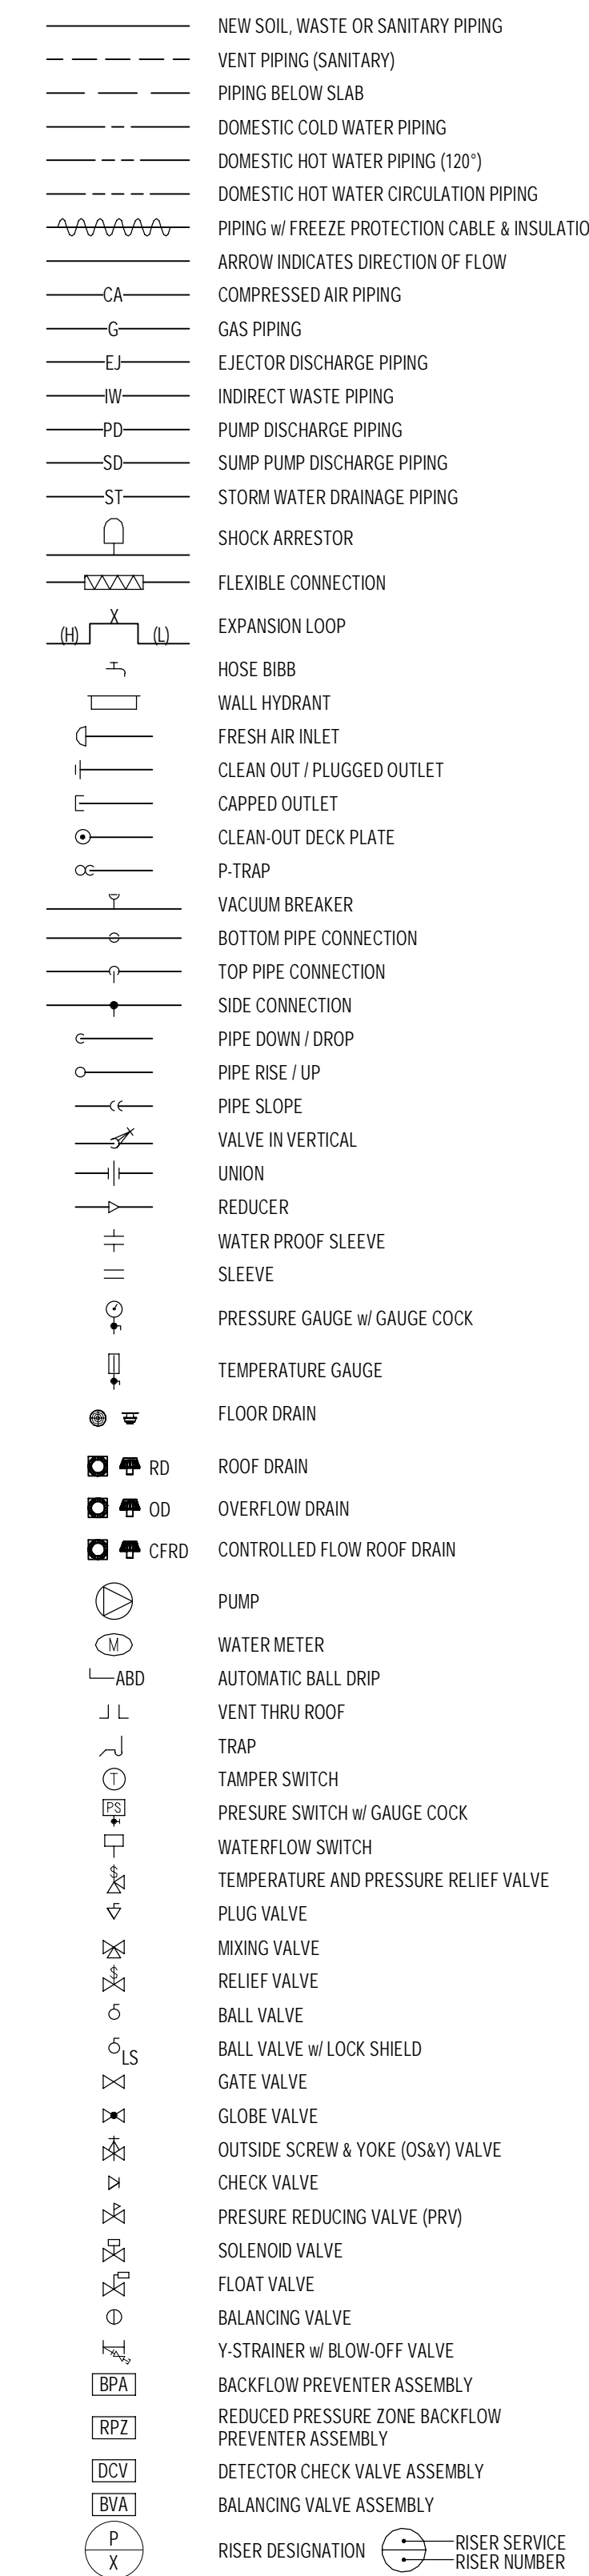 NEW SOIL, WASTE OR SANITARY PIPING
VENT PIPING (SANITARY)
PIPING BELOW SLAB
DOMESTIC COLD WATER PIPING
DOMESTIC HOT WATER PIPING (120°)
DOMESTIC HOT WATER CIRCULATION PIPING
PIPING w/ FREEZE PROTECTION CABLE & INSULATIO
ARROW INDICATES DIRECTION OF FLOW
CA COMPRESSED AIR PIPING
G GAS PIPING
EJ EJECTOR DISCHARGE PIPING
IW INDIRECT WASTE PIPING
PD PUMP DISCHARGE PIPING
SD SUMP PUMP DISCHARGE PIPING
ST STORM WATER DRAINAGE PIPING
SHOCK ARRESTOR
FLEXIBLE CONNECTION
X
(H) (L) EXPANSION LOOP
HOSE BIBB
WALL HYDRANT
FRESH AIR INLET
CLEAN OUT / PLUGGED OUTLET
CAPPED OUTLET
CLEAN-OUT DECK PLATE
P-TRAP
VACUUM BREAKER
BOTTOM PIPE CONNECTION
TOP PIPE CONNECTION
SIDE CONNECTION
PIPE DOWN / DROP
PIPE RISE / UP
PIPE SLOPE
VALVE IN VERTICAL
UNION
REDUCER
WATER PROOF SLEEVE
SLEEVE
PRESSURE GAUGE w/ GAUGE COCK
TEMPERATURE GAUGE
FLOOR DRAIN
RD ROOF DRAIN
OD OVERFLOW DRAIN
CFRD CONTROLLED FLOW ROOF DRAIN
PUMP
M WATER METER
ABD AUTOMATIC BALL DRIP
VENT THRU ROOF
TRAP
T TAMPER SWITCH
PS PRESURE SWITCH w/ GAUGE COCK
WATERFLOW SWITCH
TEMPERATURE AND PRESSURE RELIEF VALVE
PLUG VALVE
MIXING VALVE
RELIEF VALVE
BALL VALVE
LS BALL VALVE w/ LOCK SHIELD
GATE VALVE
GLOBE VALVE
OUTSIDE SCREW & YOKE (OS&Y) VALVE
CHECK VALVE
PRESURE REDUCING VALVE (PRV)
SOLENOID VALVE
FLOAT VALVE
BALANCING VALVE
Y-STRAINER w/ BLOW-OFF VALVE
BPA BACKFLOW PREVENTER ASSEMBLY
RPZ REDUCED PRESSURE ZONE BACKFLOW
PREVENTER ASSEMBLY
DCV DETECTOR CHECK VALVE ASSEMBLY
BVA BALANCING VALVE ASSEMBLY
P
X
RISER DESIGNATION
RISER SERVICE
RISER NUMBER